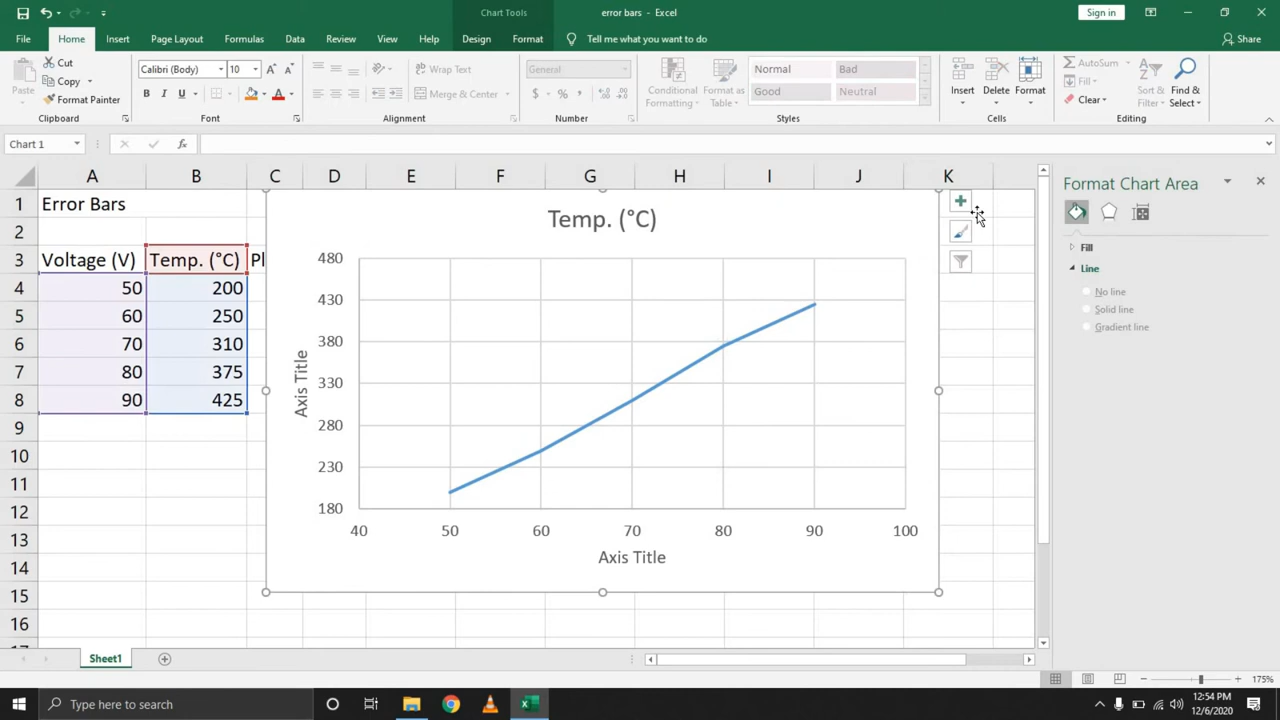 Chart Tools
error bars - Excel
Sign in
File Home Insert Page Layout Formulas Data Review View Help Design Format Tell me what you want to do Share
Paste
Cut
Copy
Format Painter
Clipboard
Calibri (Body) 10
B I U
Font
Wrap Text
Merge & Center
Alignment
General
$ % ,
Number
Conditional
Formatting
Format as
Table
Normal Bad
Good Neutral
Styles
Insert Delete Format
Cells
AutoSum
Fill
Clear
Sort &
Filter
Find &
Select
Editing
Chart 1
fx
A B C D E F G H I J K
1 Error Bars
2
3 Voltage (V) Temp. (°C) Pl
4 50 200
5 60 250
6 70 310
7 80 375
8 90 425
9
10
11
12
13
14
15
16
17
Temp. (°C)
480
430
380
330
280
230
180
Axis Title
40 50 60 70 80 90 100
Axis Title
Format Chart Area
Fill
Line
No line
Solid line
Gradient line
Sheet1
175%
Type here to search
12:54 PM
12/6/2020